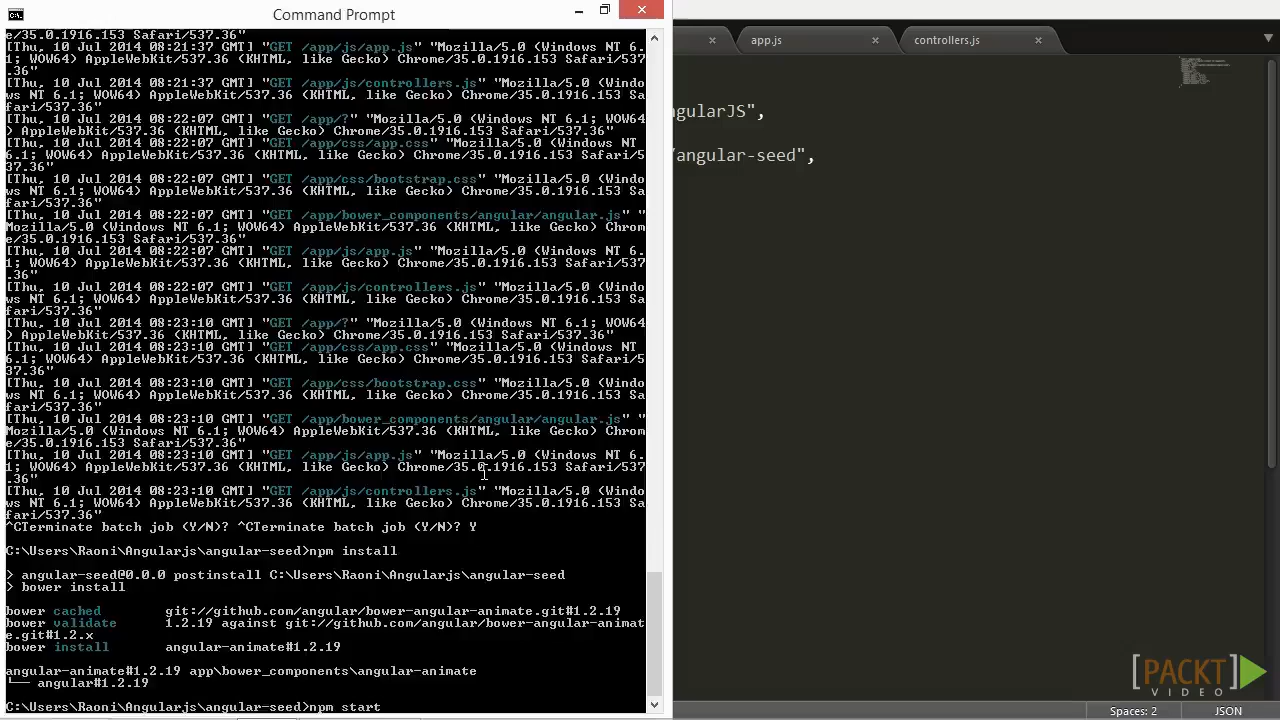 Command Prompt
e/35.0.1916.153 Safari/537.36"
[Thu, 10 Jul 2014 08:21:37 GMT] "GET /app/js/app.js" "Mozilla/5.0 (Windows NT 6.
1; WOW64) AppleWebKit/537.36 (KHTML, like Gecko) Chrome/35.0.1916.153 Safari/537
.36"
[Thu, 10 Jul 2014 08:21:37 GMT] "GET /app/js/controllers.js" "Mozilla/5.0 (Windo
ws NT 6.1; WOW64) AppleWebKit/537.36 (KHTML, like Gecko) Chrome/35.0.1916.153 Sa
fari/537.36"
[Thu, 10 Jul 2014 08:22:07 GMT] "GET /app/?" "Mozilla/5.0 (Windows NT 6.1; WOW64
) AppleWebKit/537.36 (KHTML, like Gecko) Chrome/35.0.1916.153 Safari/537.36"
[Thu, 10 Jul 2014 08:22:07 GMT] "GET /app/css/app.css" "Mozilla/5.0 (Windows NT
6.1; WOW64) AppleWebKit/537.36 (KHTML, like Gecko) Chrome/35.0.1916.153 Safari/5
37.36"
[Thu, 10 Jul 2014 08:22:07 GMT] "GET /app/css/bootstrap.css" "Mozilla/5.0 (Windo
ws NT 6.1; WOW64) AppleWebKit/537.36 (KHTML, like Gecko) Chrome/35.0.1916.153 Sa
fari/537.36"
[Thu, 10 Jul 2014 08:22:07 GMT] "GET /app/bower_components/angular/angular.js" "
Mozilla/5.0 (Windows NT 6.1; WOW64) AppleWebKit/537.36 (KHTML, like Gecko) Chrom
e/35.0.1916.153 Safari/537.36"
[Thu, 10 Jul 2014 08:22:07 GMT] "GET /app/js/app.js" "Mozilla/5.0 (Windows NT 6.
1; WOW64) AppleWebKit/537.36 (KHTML, like Gecko) Chrome/35.0.1916.153 Safari/537
.36"
[Thu, 10 Jul 2014 08:22:07 GMT] "GET /app/js/controllers.js" "Mozilla/5.0 (Windo
ws NT 6.1; WOW64) AppleWebKit/537.36 (KHTML, like Gecko) Chrome/35.0.1916.153 Sa
fari/537.36"
[Thu, 10 Jul 2014 08:23:10 GMT] "GET /app/?" "Mozilla/5.0 (Windows NT 6.1; WOW64
) AppleWebKit/537.36 (KHTML, like Gecko) Chrome/35.0.1916.153 Safari/537.36"
[Thu, 10 Jul 2014 08:23:10 GMT] "GET /app/css/app.css" "Mozilla/5.0 (Windows NT
6.1; WOW64) AppleWebKit/537.36 (KHTML, like Gecko) Chrome/35.0.1916.153 Safari/5
37.36"
[Thu, 10 Jul 2014 08:23:10 GMT] "GET /app/css/bootstrap.css" "Mozilla/5.0 (Windo
ws NT 6.1; WOW64) AppleWebKit/537.36 (KHTML, like Gecko) Chrome/35.0.1916.153 Sa
fari/537.36"
[Thu, 10 Jul 2014 08:23:10 GMT] "GET /app/bower_components/angular/angular.js" "
Mozilla/5.0 (Windows NT 6.1; WOW64) AppleWebKit/537.36 (KHTML, like Gecko) Chrom
e/35.0.1916.153 Safari/537.36"
[Thu, 10 Jul 2014 08:23:10 GMT] "GET /app/js/app.js" "Mozilla/5.0 (Windows NT 6.
1; WOW64) AppleWebKit/537.36 (KHTML, like Gecko) Chrome/35.0.1916.153 Safari/537
.36"
[Thu, 10 Jul 2014 08:23:10 GMT] "GET /app/js/controllers.js" "Mozilla/5.0 (Windo
ws NT 6.1; WOW64) AppleWebKit/537.36 (KHTML, like Gecko) Chrome/35.0.1916.153 Sa
fari/537.36"
^CTerminate batch job (Y/N)? ^CTerminate batch job (Y/N)? Y
C:\Users\Raoni\Angularjs\angular-seed>npm install
> angular-seed@0.0.0 postinstall C:\Users\Raoni\Angularjs\angular-seed
> bower install
bower cached git://github.com/angular/bower-angular-animate.git#1.2.19
bower validate 1.2.19 against git://github.com/angular/bower-angular-animat
e.git#1.2.x
bower install angular-animate#1.2.19
angular-animate#1.2.19 app\bower_components\angular-animate
└── angular#1.2.19
C:\Users\Raoni\Angularjs\angular-seed>npm start
app.js
controllers.js
ngularJS",
/angular-seed",
[PACKT]
VIDEO
Spaces: 2
JSON